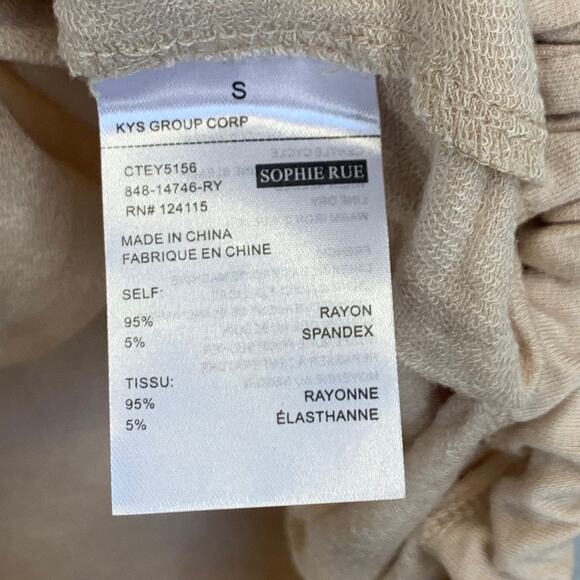 S
KYS GROUP CORP
CTEY5156
848-14746-RY
SOPHIE RUE
RN# 124115
MADE IN CHINA
FABRIQUE EN CHINE
SELF:
95% RAYON
5% SPANDEX
TISSU:
95% RAYONNE
5% ÉLASTHANNE